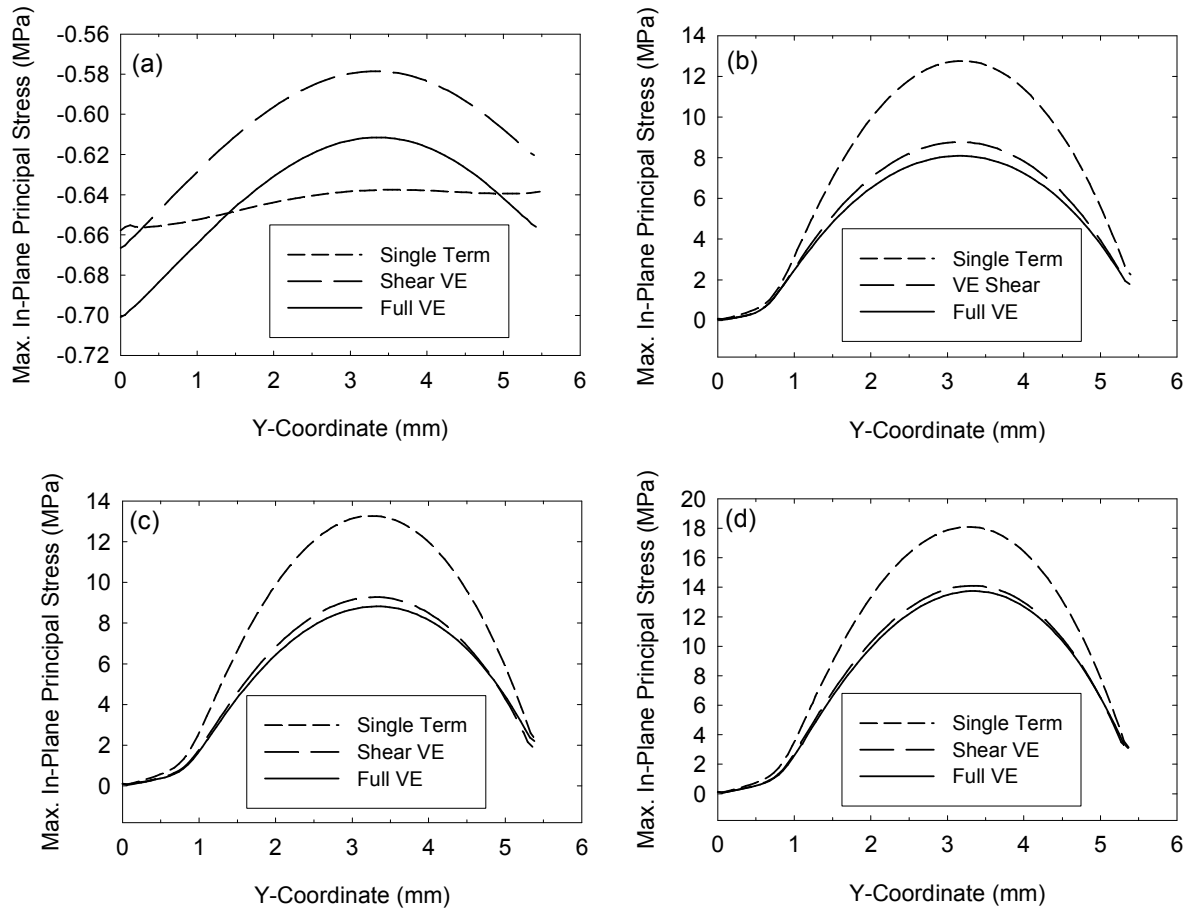 Max. In-Plane Principal Stress (MPa)
-0.56
-0.58
-0.60
-0.62
-0.64
-0.66
-0.68
-0.70
-0.72
(a)
Single Term
Shear VE
Full VE
0 1 2 3 4 5 6
Y-Coordinate (mm)
Max. In-Plane Principal Stress (MPa)
14
12
10
8
6
4
2
0
(b)
Single Term
VE Shear
Full VE
0 1 2 3 4 5 6
Y-Coordinate (mm)
Max. In-Plane Principal Stress (MPa)
14
12
10
8
6
4
2
0
(c)
Single Term
Shear VE
Full VE
0 1 2 3 4 5 6
Y-Coordinate (mm)
Max. In-Plane Principal Stress (MPa)
20
18
16
14
12
10
8
6
4
2
0
(d)
Single Term
Shear VE
Full VE
0 1 2 3 4 5 6
Y-Coordinate (mm)